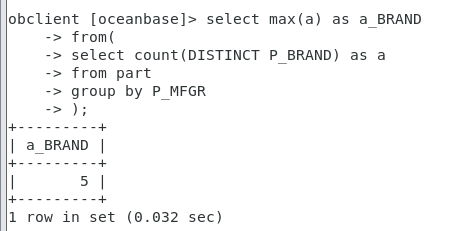 obclient [oceanbase]> select max(a) as a_BRAND
    -> from(
    -> select count(DISTINCT P_BRAND) as a
    -> from part
    -> group by P_MFGR
    -> );
+---------+
| a_BRAND |
+---------+
|       5 |
+---------+
1 row in set (0.032 sec)